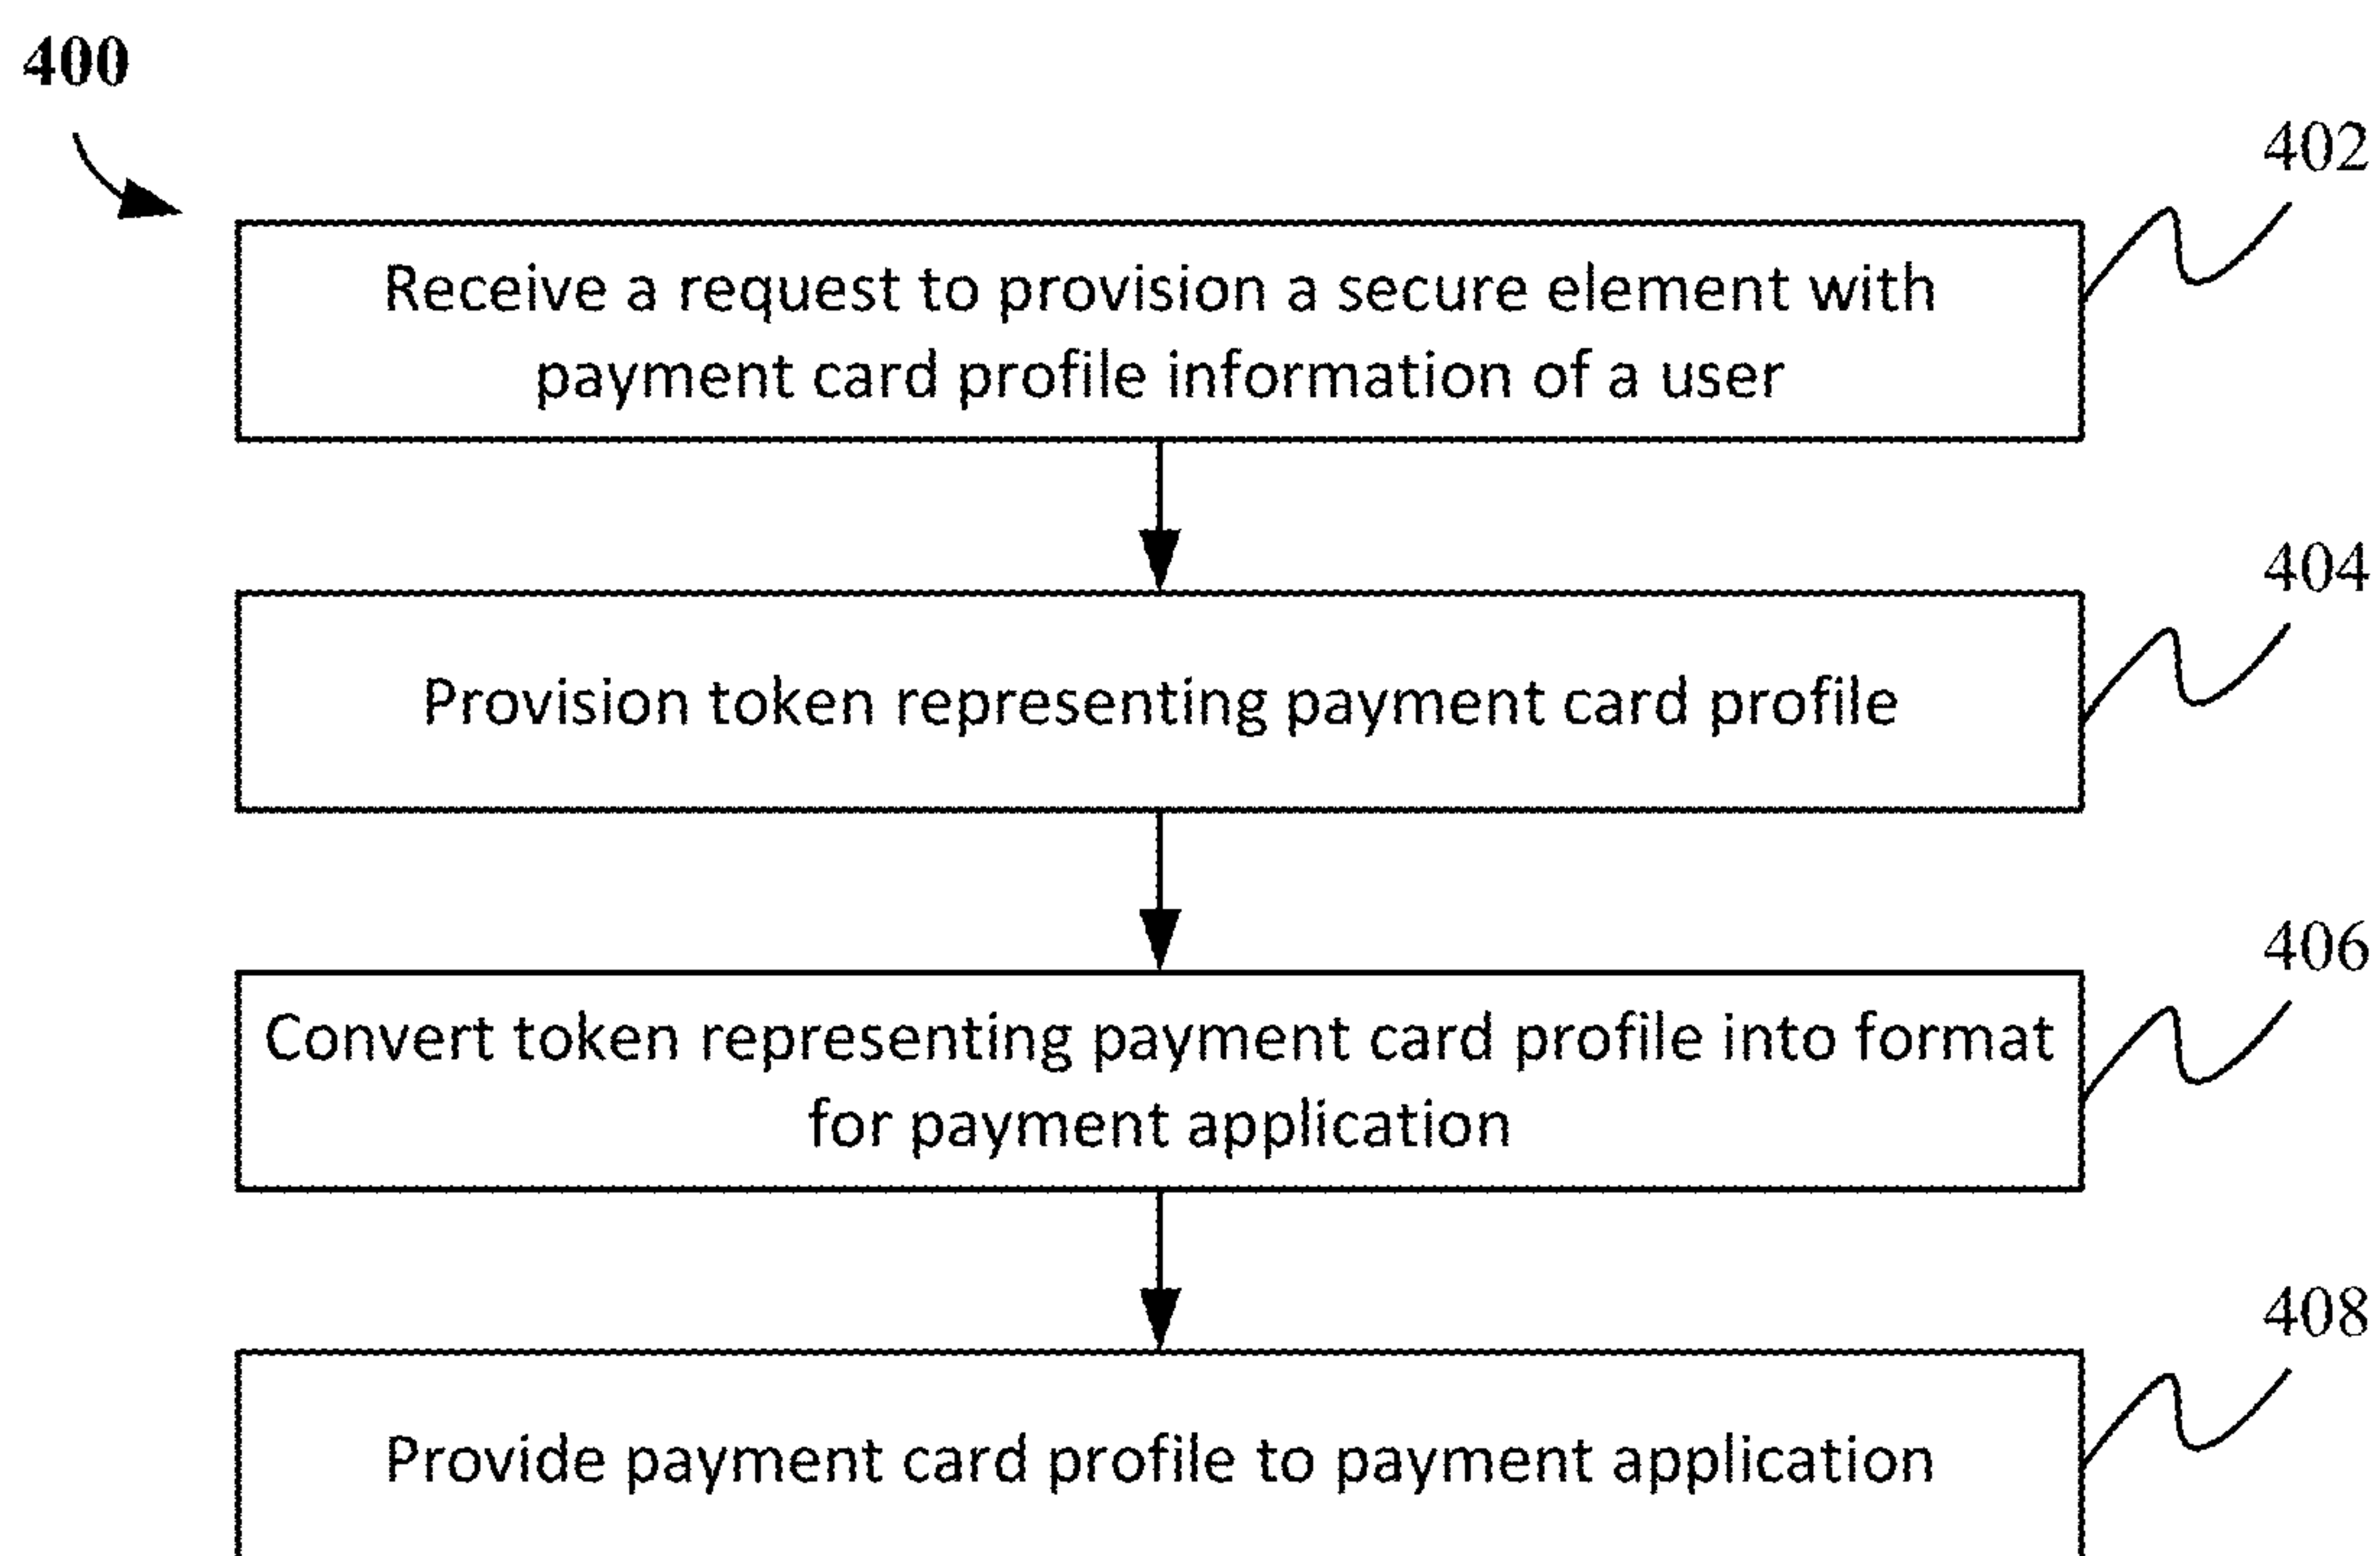 400
402
Receive a request to provision a secure element with
payment card profile information of a user
404
Provision token representing payment card profile
406
Convert token representing payment card profile into format
for payment application
408
Provide payment card profile to payment application